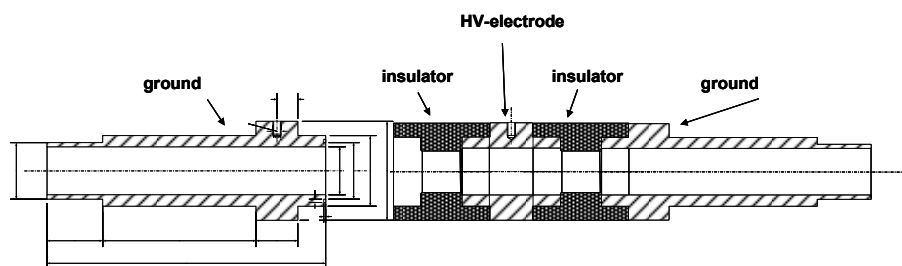 HV-electrode
insulator
insulator
ground
ground